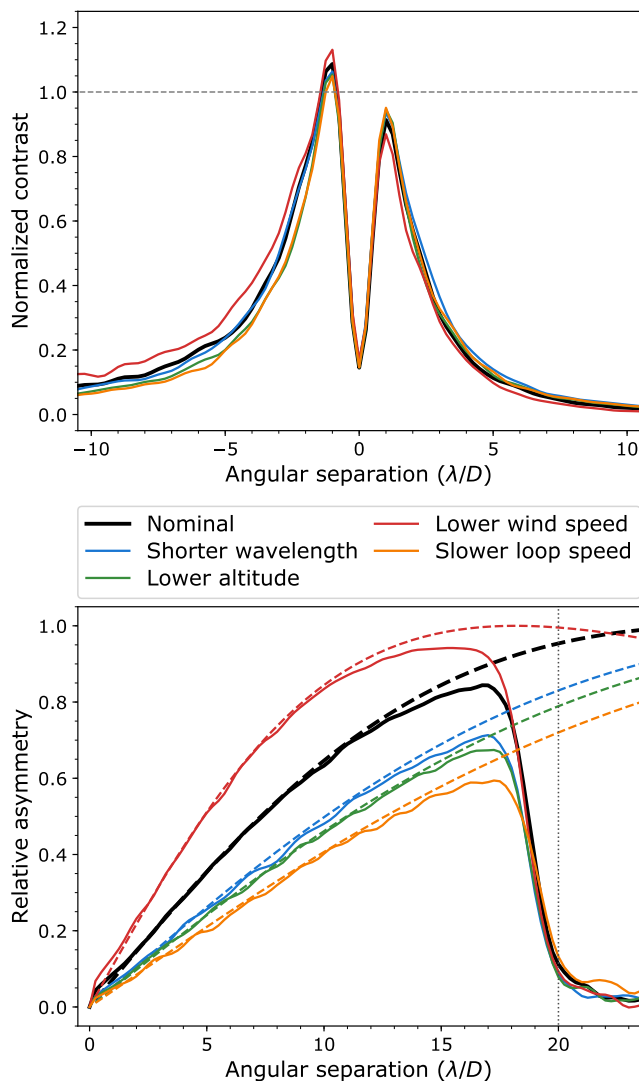 Normalized contrast
1.0
0.8
0.6
0.4
0.2
0.0
−10 −5 0 5 10
Angular separation (λ/D)
Nominal
Shorter wavelength
Lower altitude
Lower wind speed
Slower loop speed
Relative asymmetry
1.0
0.8
0.6
0.4
0.2
0.0
0 5 10 15 20
Angular separation (λ/D)